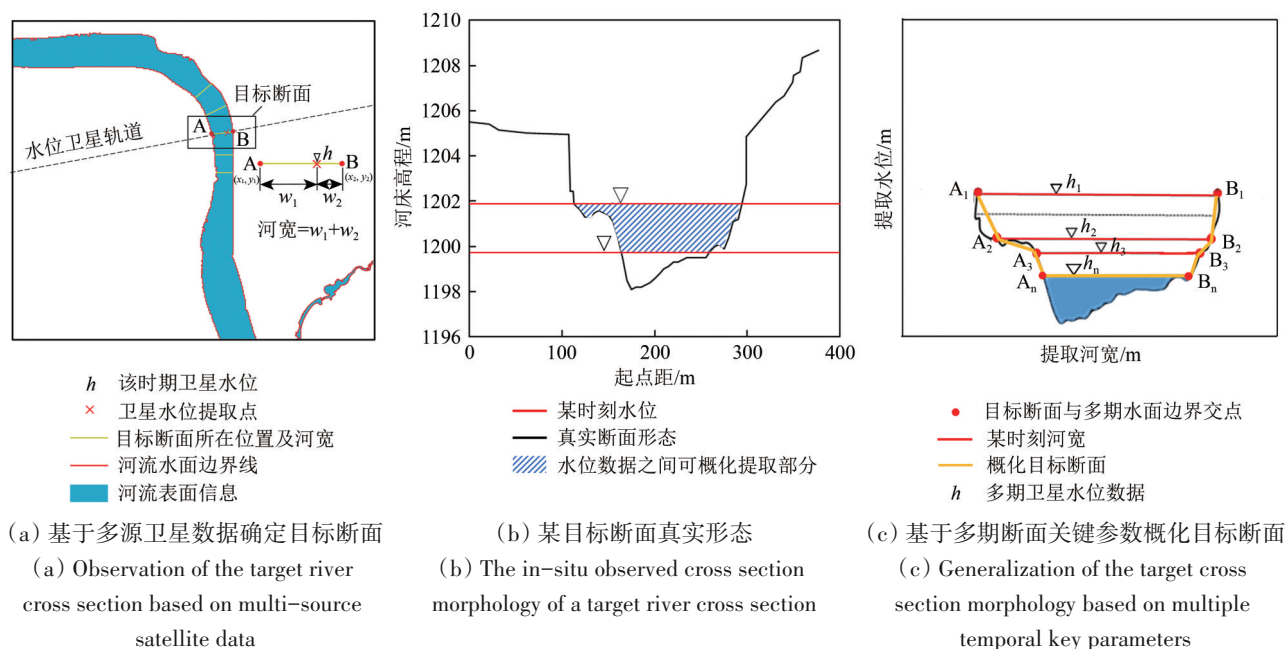 目标断面
水位卫星轨道
A
B
h
A
B
(x₁, y₁)
(x₂, y₂)
w₁
w₂
河宽=w₁+w₂
h 该时期卫星水位
× 卫星水位提取点
目标断面所在位置及河宽
河流水面边界线
河流表面信息
(a)基于多源卫星数据确定目标断面
(a) Observation of the target river
cross section based on multi-source
satellite data
河床高程/m
1210
1208
1206
1204
1202
1200
1198
1196
0 100 200 300 400
起点距/m
某时刻水位
真实断面形态
水位数据之间可概化提取部分
(b)某目标断面真实形态
(b) The in-situ observed cross section
morphology of a target river cross section
提取水位/m
A₁ h₁ B₁
A₂ h₂ B₂
A₃ h₃ B₃
Aₙ hₙ Bₙ
提取河宽/m
目标断面与多期水面边界交点
某时刻河宽
概化目标断面
h 多期卫星水位数据
(c)基于多期断面关键参数概化目标断面
(c) Generalization of the target cross
section morphology based on multiple
temporal key parameters